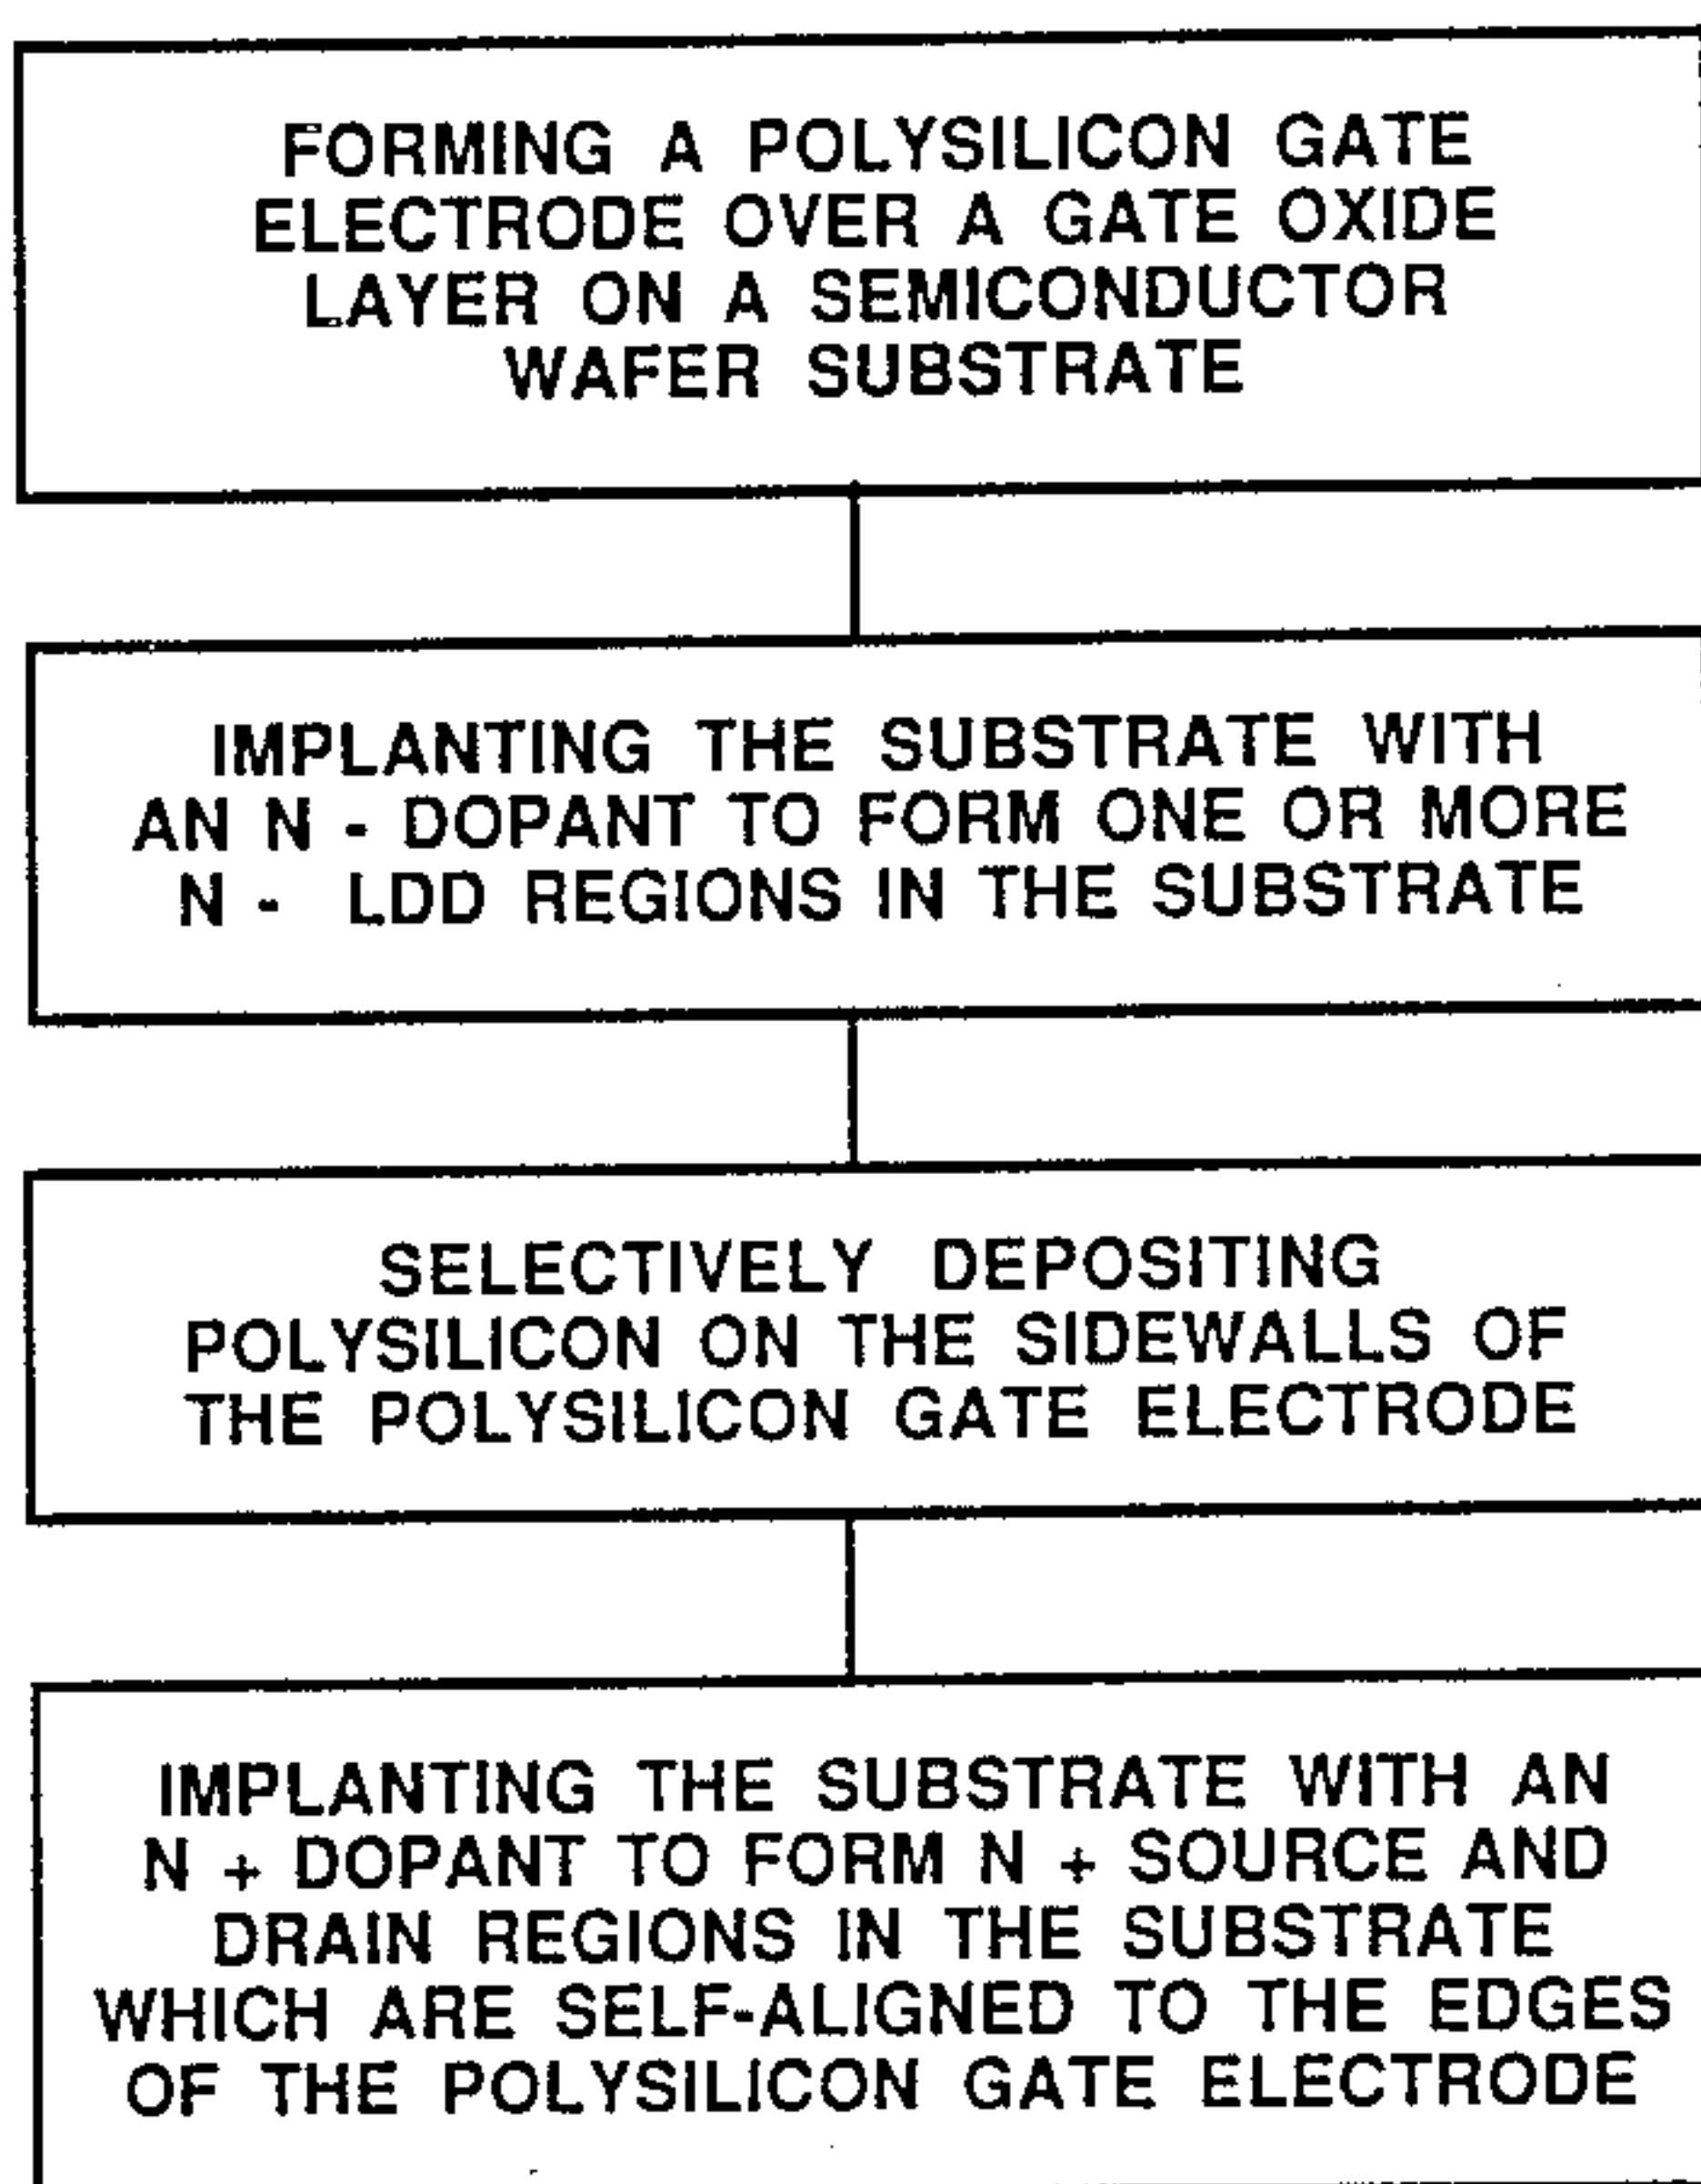 FORMING A POLYSILICON GATE
ELECTRODE OVER A GATE OXIDE
LAYER ON A SEMICONDUCTOR
WAFER SUBSTRATE
IMPLANTING THE SUBSTRATE WITH
AN N - DOPANT TO FORM ONE OR MORE
N - LDD REGIONS IN THE SUBSTRATE
SELECTIVELY DEPOSITING
POLYSILICON ON THE SIDEWALLS OF
THE POLYSILICON GATE ELECTRODE
IMPLANTING THE SUBSTRATE WITH AN
N + DOPANT TO FORM N + SOURCE AND
DRAIN REGIONS IN THE SUBSTRATE
WHICH ARE SELF-ALIGNED TO THE EDGES
OF THE POLYSILICON GATE ELECTRODE